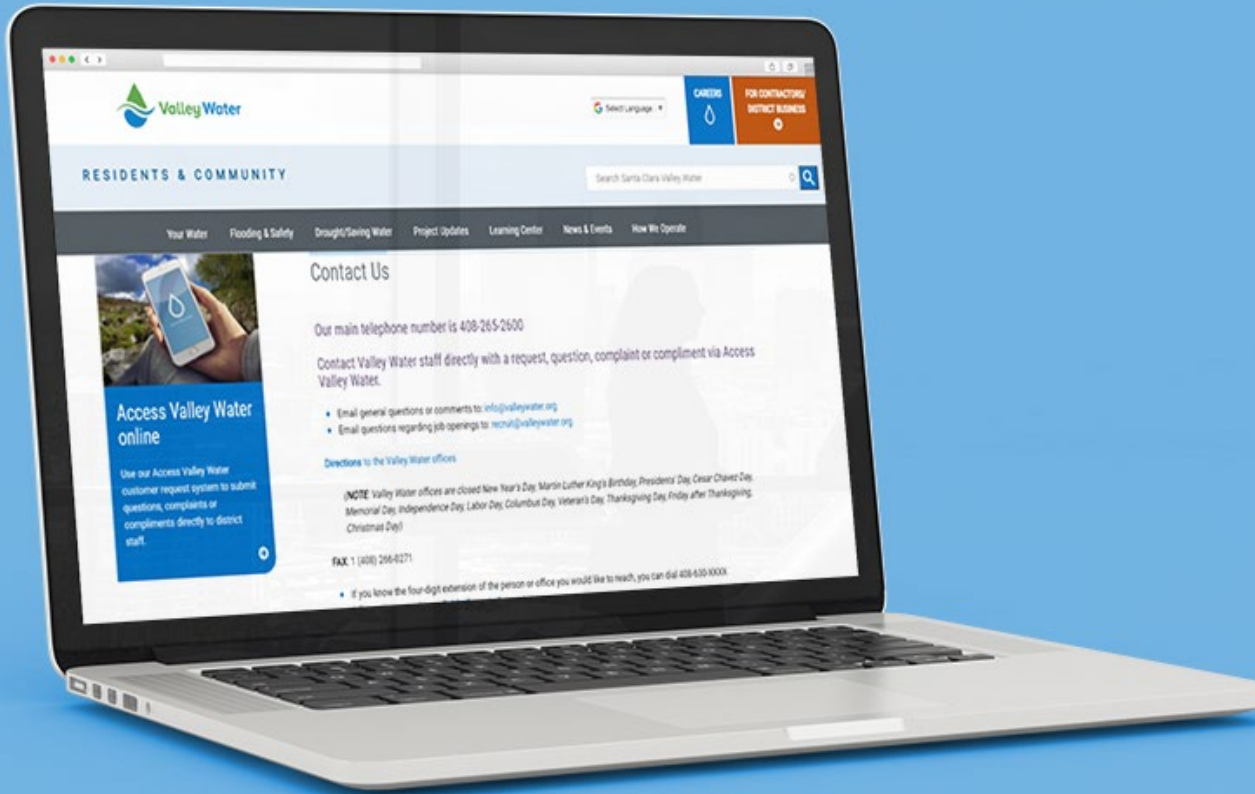 Valley Water
Select Language
CAREERS
FOR CONTRACTORS/
DISTRICT BUSINESS
RESIDENTS & COMMUNITY
Search Santa Clara Valley Water
Your Water Flooding & Safety Drought/Saving Water Project Updates Learning Center News & Events How We Operate
Contact Us
Our main telephone number is 408-265-2600
Contact Valley Water staff directly with a request, question, complaint or compliment via Access
Valley Water.
Email general questions or comments to: info@valleywater.org
Email questions regarding job openings to: recruit@valleywater.org
Directions to the Valley Water offices
(NOTE: Valley Water offices are closed New Year's Day, Martin Luther King's Birthday, Presidents' Day, Cesar Chavez Day,
Memorial Day, Independence Day, Labor Day, Columbus Day, Veteran's Day, Thanksgiving Day, Friday after Thanksgiving,
Christmas Day)
FAX: 1 (408) 266-0271
If you know the four-digit extension of the person or office you would like to reach, you can dial 408-630-XXXX
Access Valley Water
online
Use our Access Valley Water
customer request system to submit
questions, complaints or
compliments directly to district
staff.